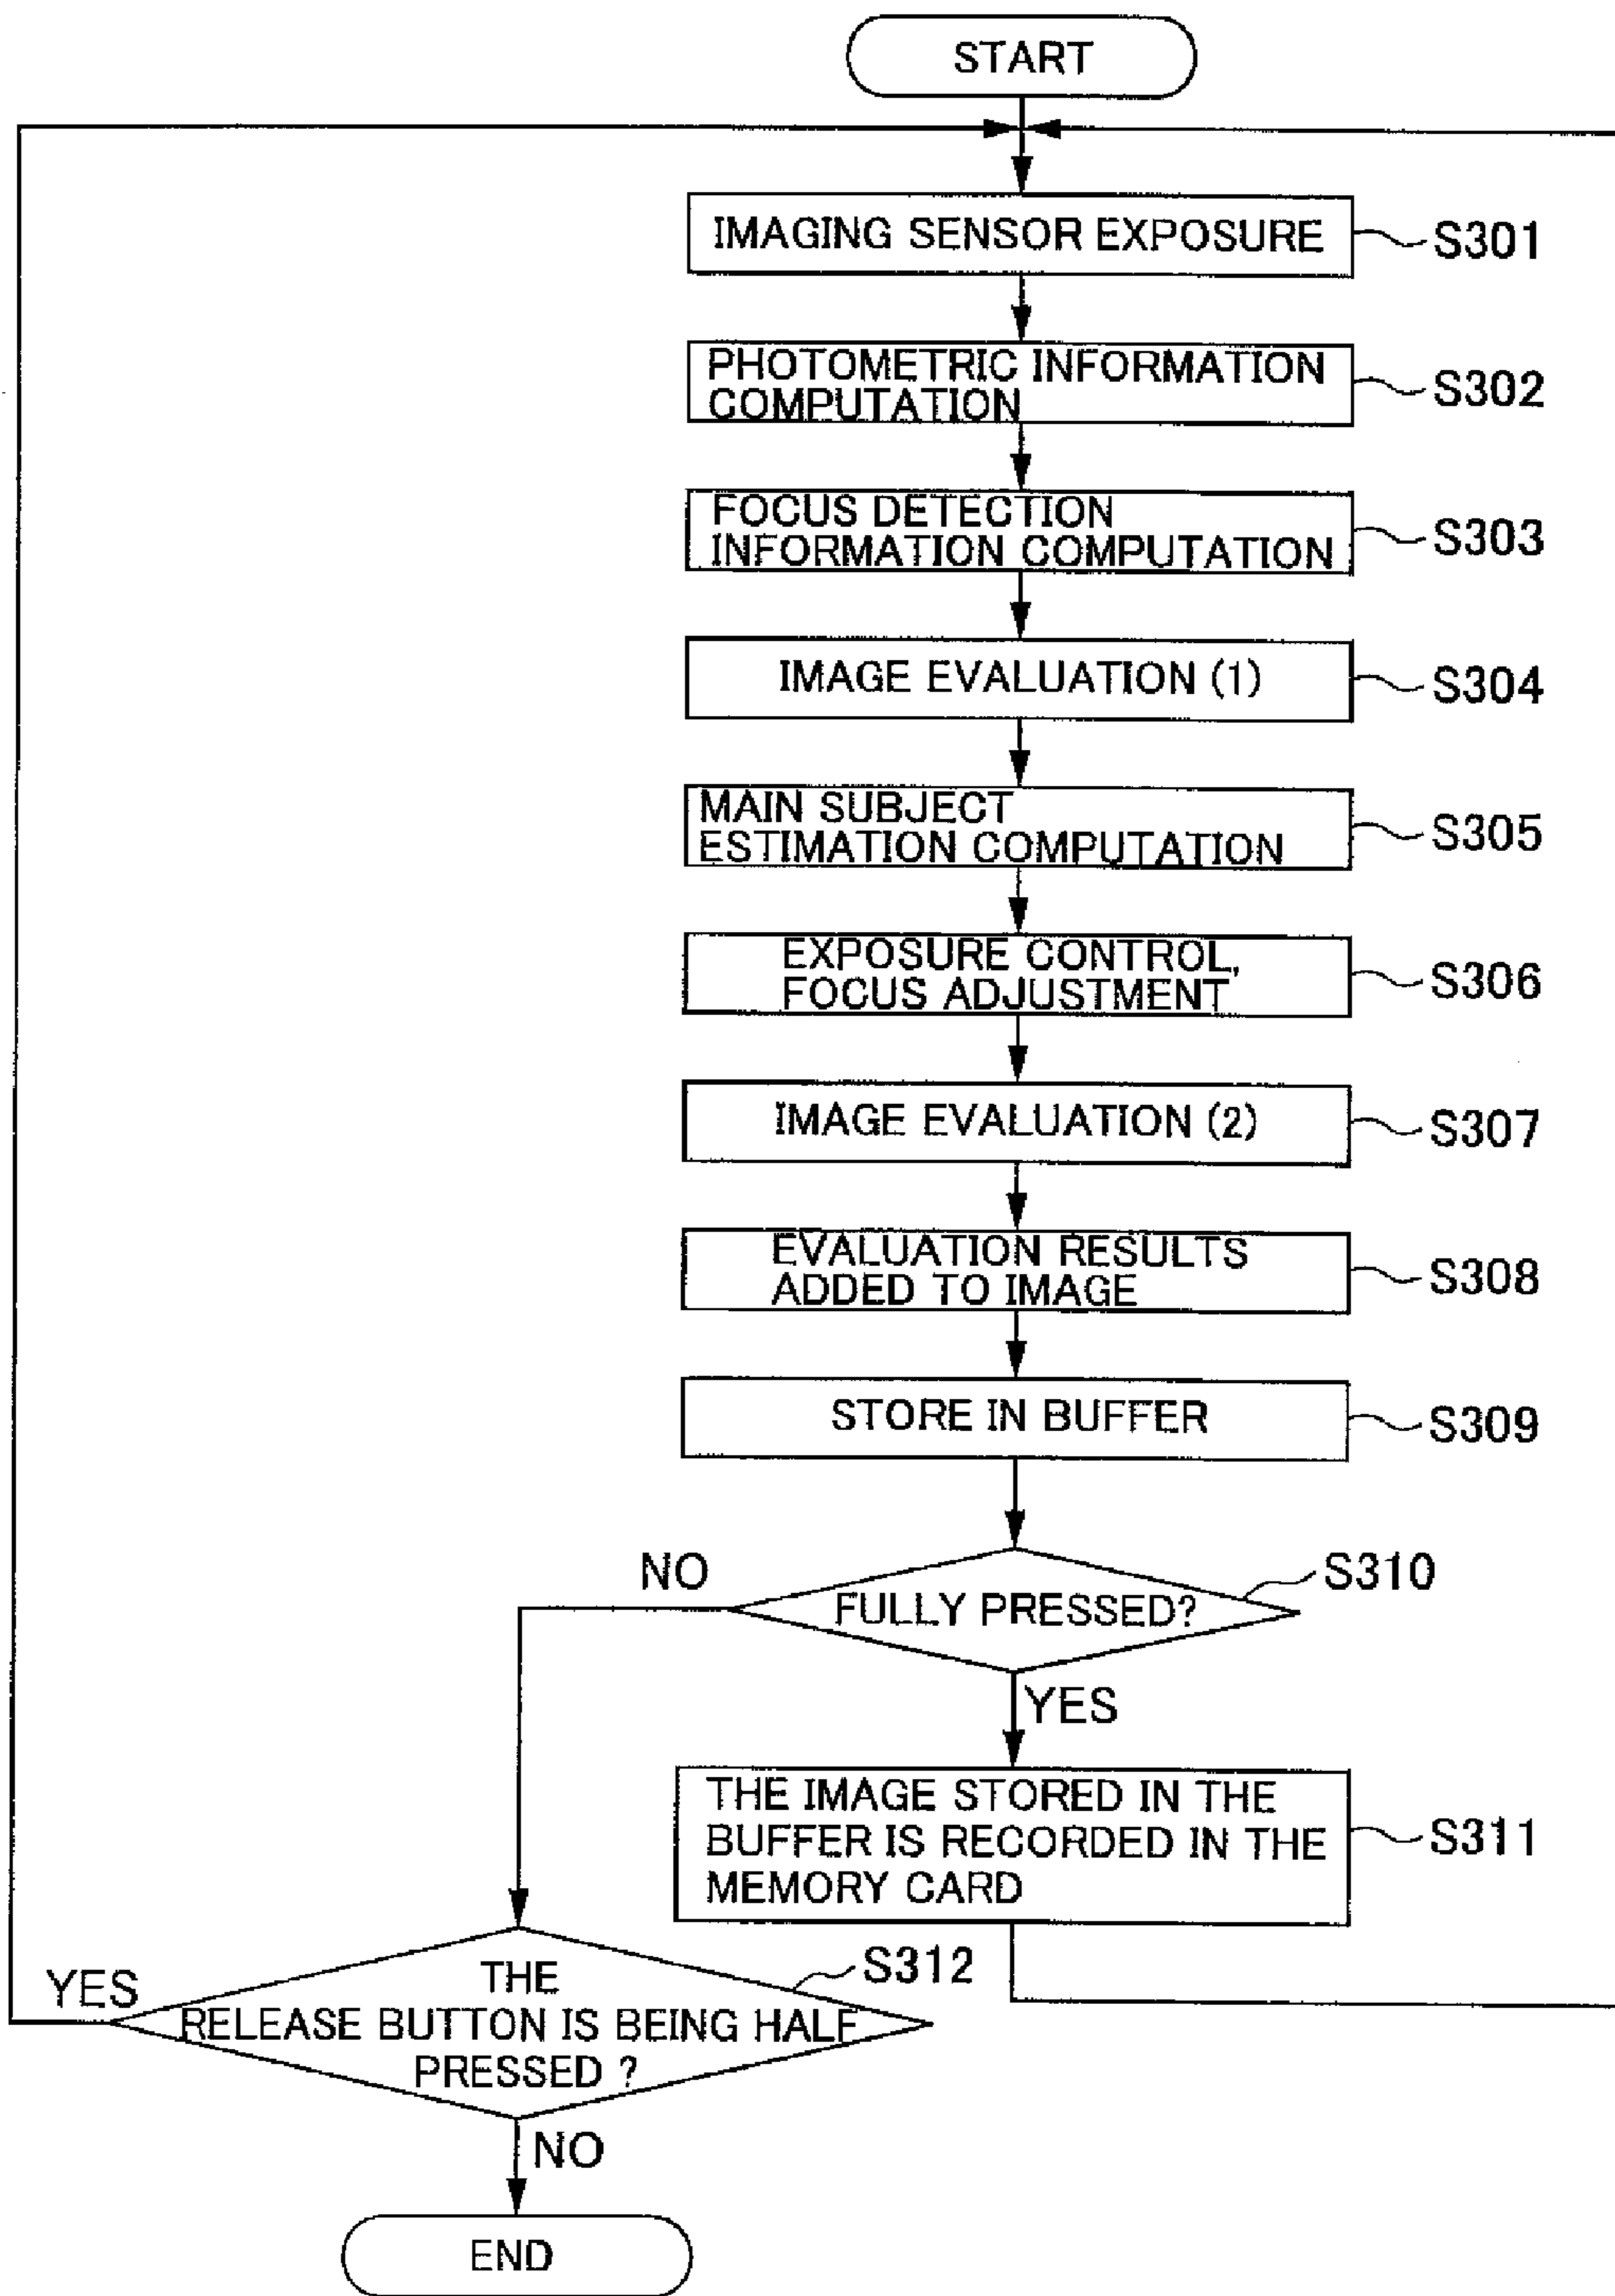 START
IMAGING SENSOR EXPOSURE
S301
PHOTOMETRIC INFORMATION
COMPUTATION
S302
FOCUS DETECTION
INFORMATION COMPUTATION
S303
IMAGE EVALUATION (1)
S304
MAIN SUBJECT
ESTIMATION COMPUTATION
S305
EXPOSURE CONTROL,
FOCUS ADJUSTMENT
S306
IMAGE EVALUATION (2)
S307
EVALUATION RESULTS
ADDED TO IMAGE
S308
STORE IN BUFFER
S309
NO
FULLY PRESSED?
S310
YES
THE IMAGE STORED IN THE
BUFFER IS RECORDED IN THE
MEMORY CARD
S311
YES
THE
RELEASE BUTTON IS BEING HALF
PRESSED ?
S312
NO
END